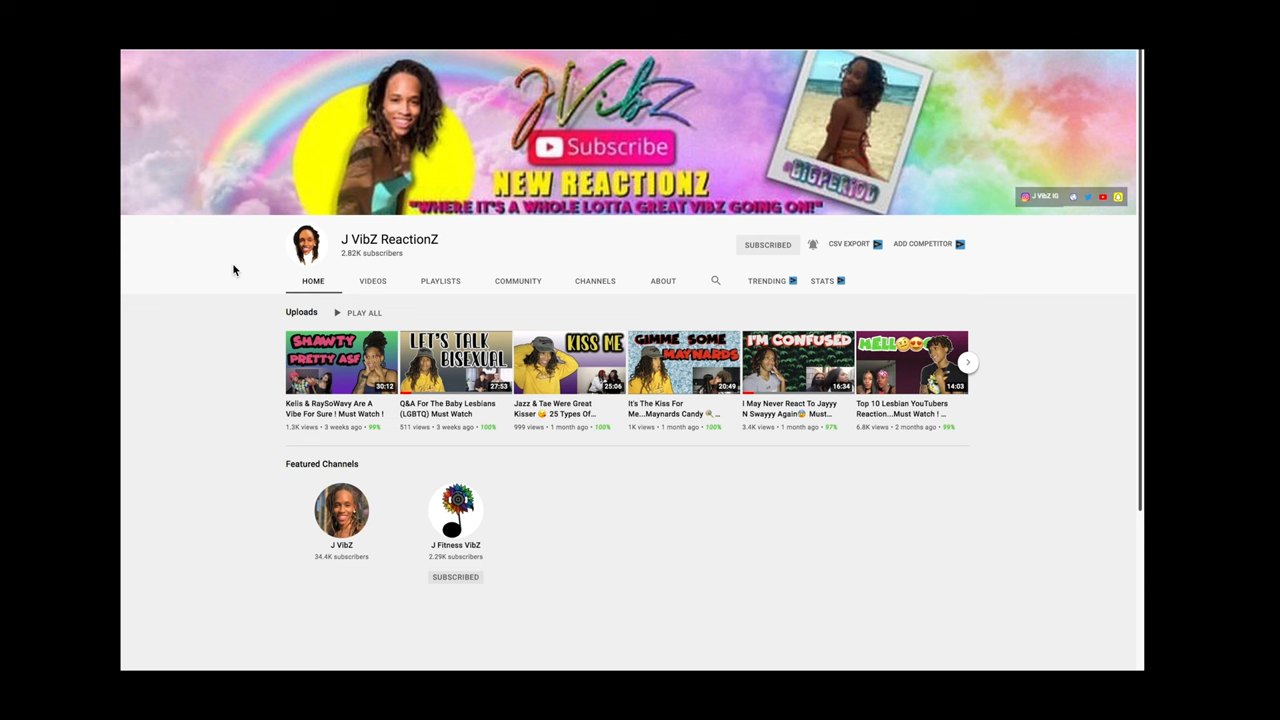 JVibZ
Subscribe
NEW REACTIONZ
"WHERE IT'S A WHOLE LOTTA GREAT VIBZ GOING ON!"
@BIGPERIOD
J VibZ IG
J VibZ ReactionZ
2.82K subscribers
SUBSCRIBED
CSV EXPORT
ADD COMPETITOR
HOME
VIDEOS
PLAYLISTS
COMMUNITY
CHANNELS
ABOUT
TRENDING
STATS
Uploads
PLAY ALL
SHAWTY
PRETTY ASF
30:12
LET'S TALK
BISEXUAL
27:53
KISS ME
25:06
GIMME SOME
MAYNARDS
20:49
I'M CONFUSED
16:34
HELLO
14:03
Kelis & RaySoWavy Are A
Vibe For Sure ! Must Watch !
1.3K views • 3 weeks ago • 99%
Q&A For The Baby Lesbians
(LGBTQ) Must Watch
511 views • 3 weeks ago • 100%
Jazz & Tae Were Great
Kisser 😘 25 Types Of...
999 views • 1 month ago • 100%
It's The Kiss For
Me...Maynards Candy 🍭 ...
1K views • 1 month ago • 100%
I May Never React To Jayyy
N Swayyy Again😰 Must...
3.4K views • 1 month ago • 97%
Top 10 Lesbian YouTubers
Reaction...Must Watch ! ...
6.8K views • 2 months ago • 99%
Featured Channels
J VibZ
34.4K subscribers
J Fitness VibZ
2.29K subscribers
SUBSCRIBED